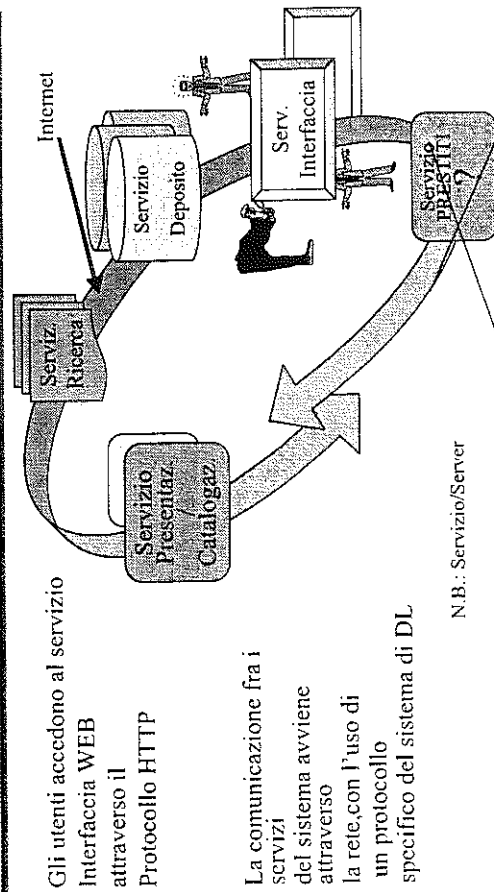 Gli utenti accedono al servizio
Interfaccia WEB
attraverso il
Protocollo HTTP
La comunicazione fra i
servizi
del sistema avviene
attraverso
la rete,con l'uso di
un protocollo
specifico del sistema di DL
Serviz.
Ricerca
Internet
Servizio
Deposito
Servizio
Presentaz.
/
Catalogaz.
Serv.
Interfaccia
Servizio
PRESTITI
?
N.B.: Servizio/Server